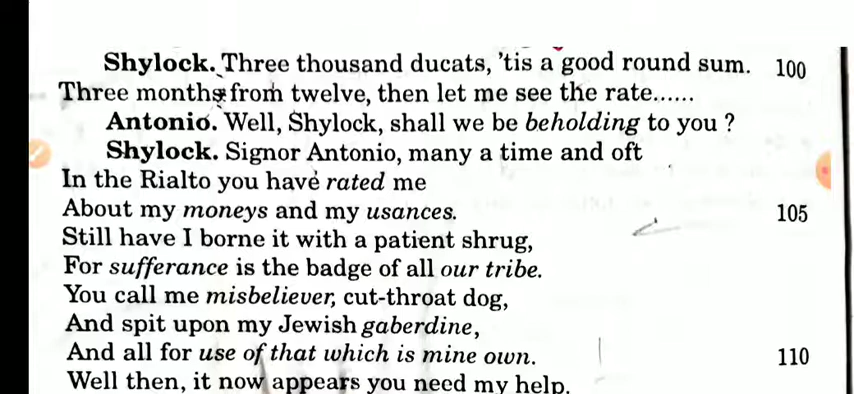 Shylock. Three thousand ducats, 'tis a good round sum. 100
Three months from twelve, then let me see the rate......
Antonio. Well, Shylock, shall we be beholding to you ?
Shylock. Signor Antonio, many a time and oft
In the Rialto you have rated me
About my moneys and my usances. 105
Still have I borne it with a patient shrug,
For sufferance is the badge of all our tribe.
You call me misbeliever, cut-throat dog,
And spit upon my Jewish gaberdine,
And all for use of that which is mine own. 110
Well then, it now appears you need my help.